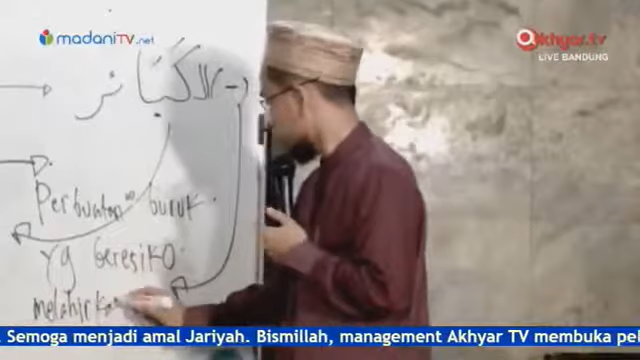 madaniTV.net
akhyar.tv
LIVE BANDUNG
الكبائر
Perbuatan² buruk.
yg beresiko
melahirkan
. Semoga menjadi amal Jariyah. Bismillah, management Akhyar TV membuka pe